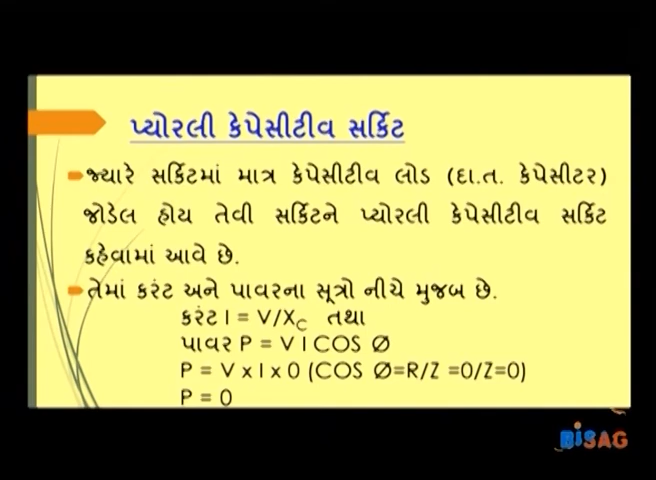 પ્યોરલી કેપેસીટીવ સર્કિટ
જ્યારે સર્કિટમાં માત્ર કેપેસીટીવ લોડ (દા.ત. કેપેસીટર)
જોડેલ હોય તેવી સર્કિટને પ્યોરલી કેપેસીટીવ સર્કિટ
કહેવામાં આવે છે.
તેમાં કરંટ અને પાવરના સૂત્રો નીચે મુજબ છે.
કરંટ I = V/X_C તથા
પાવર P = V I COS Ø
P = V x I x 0 (COS Ø=R/Z =0/Z=0)
P = 0
BISAG